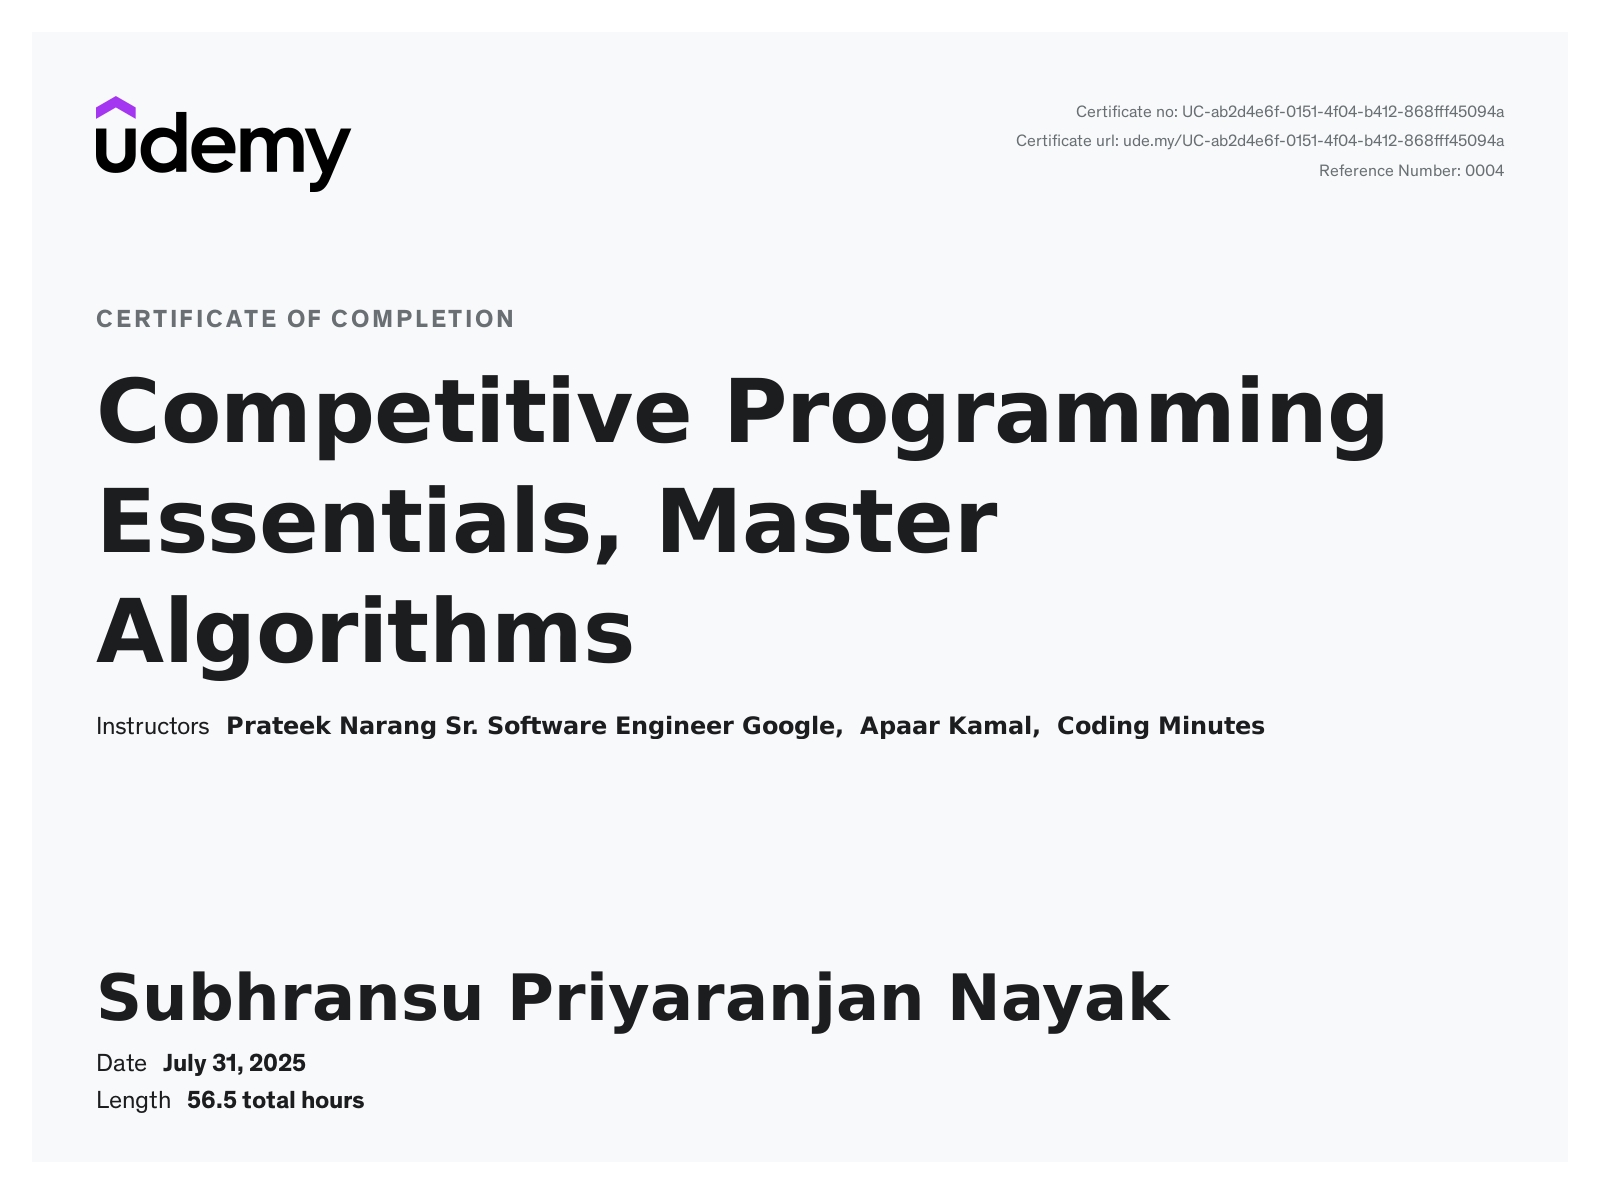 udemy
Certificate no: UC-ab2d4e6f-0151-4f04-b412-868fff45094a
Certificate url: ude.my/UC-ab2d4e6f-0151-4f04-b412-868fff45094a
Reference Number: 0004
CERTIFICATE OF COMPLETION
Competitive Programming
Essentials, Master
Algorithms
Instructors Prateek Narang Sr. Software Engineer Google, Apaar Kamal, Coding Minutes
Subhransu Priyaranjan Nayak
Date July 31, 2025
Length 56.5 total hours